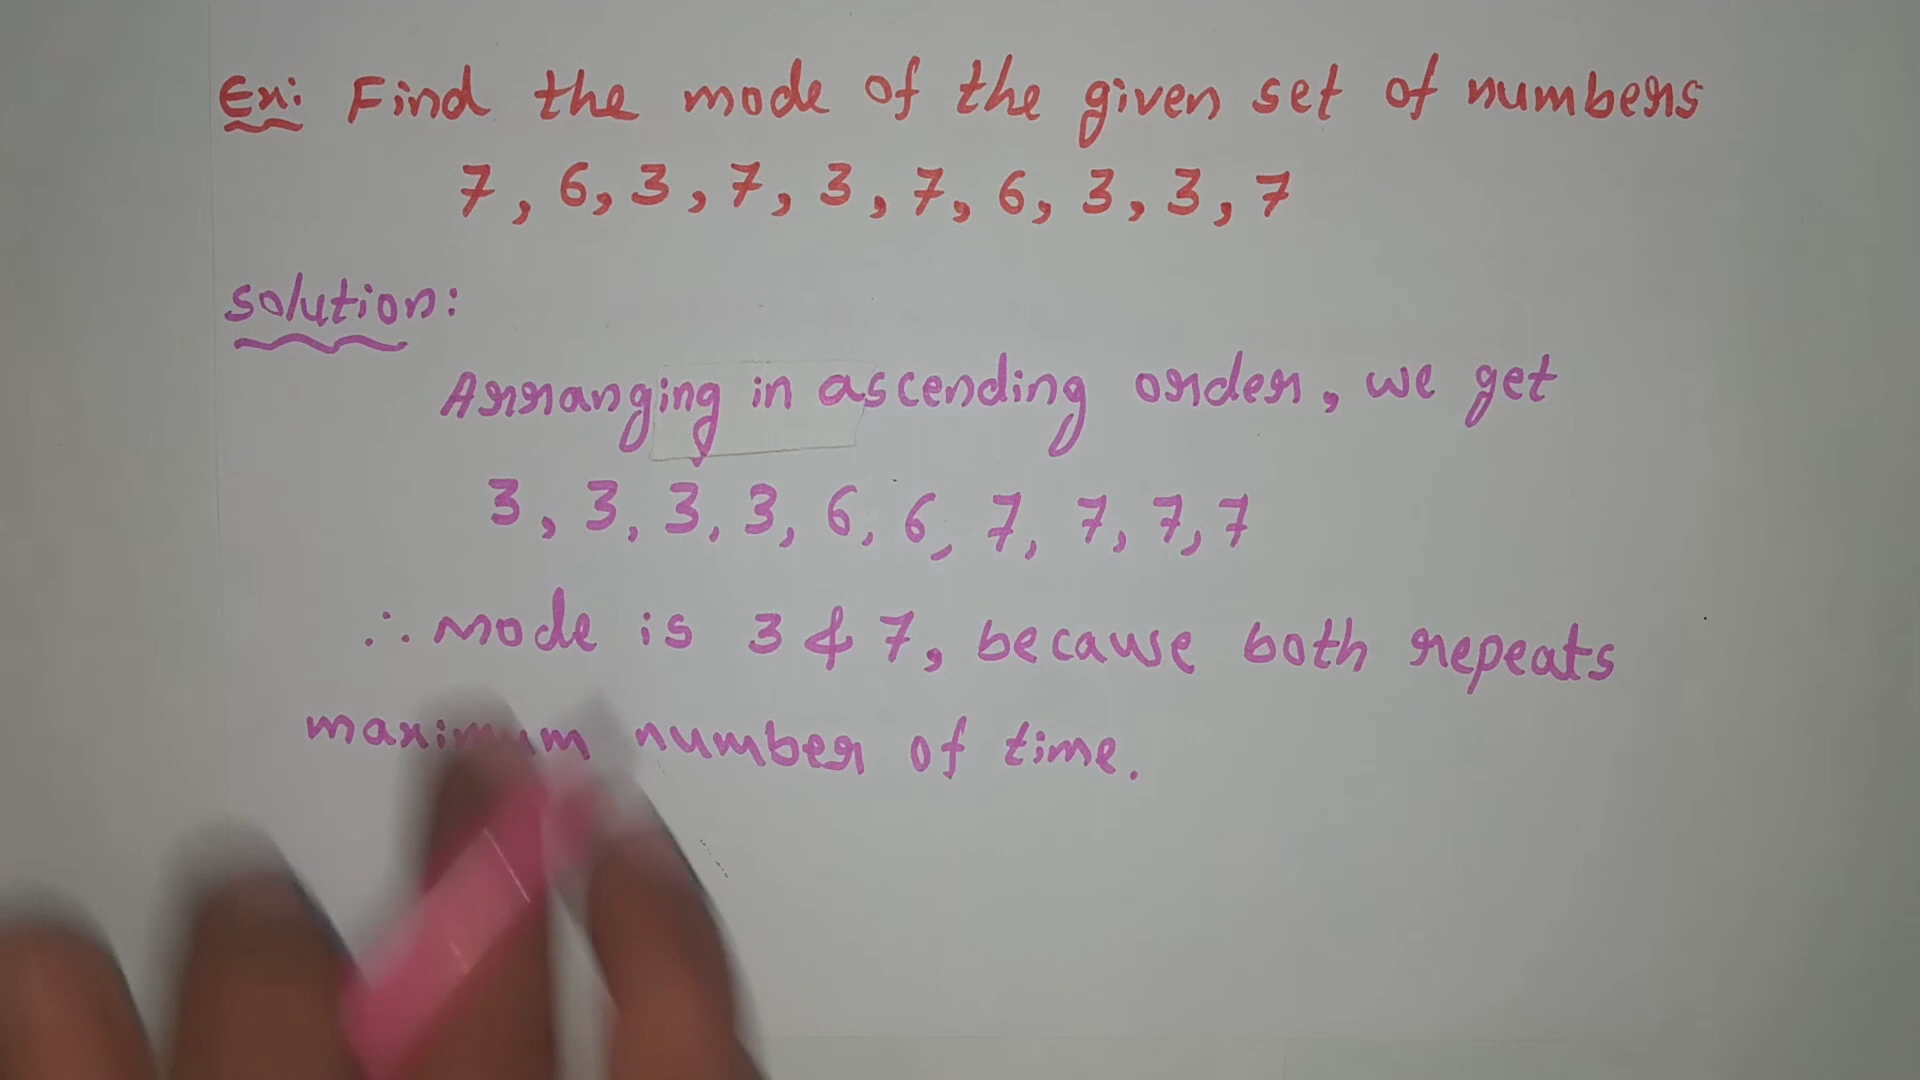 Ex: Find the mode of the given set of numbers
7, 6, 3, 7, 3, 7, 6, 3, 3, 7
Solution:
Arranging in ascending order, we get
3, 3, 3, 3, 6, 6, 7, 7, 7, 7
∴ Mode is 3 & 7, because both repeats
maximum number of time.